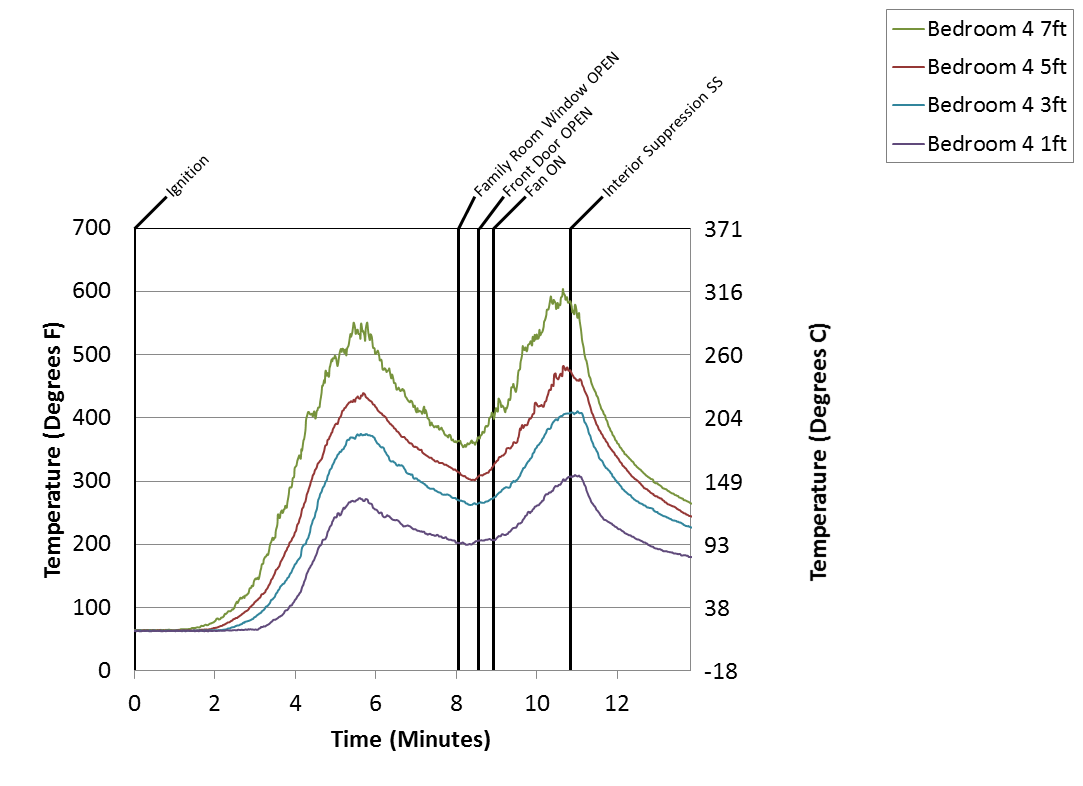 Bedroom 4 7ft
Bedroom 4 5ft
Bedroom 4 3ft
Bedroom 4 1ft
Ignition
Family Room Window OPEN
Front Door OPEN
Fan ON
Interior Suppression SS
700
600
500
400
300
200
100
0
Temperature (Degrees F)
371
316
260
204
149
93
38
-18
Temperature (Degrees C)
0 2 4 6 8 10 12
Time (Minutes)